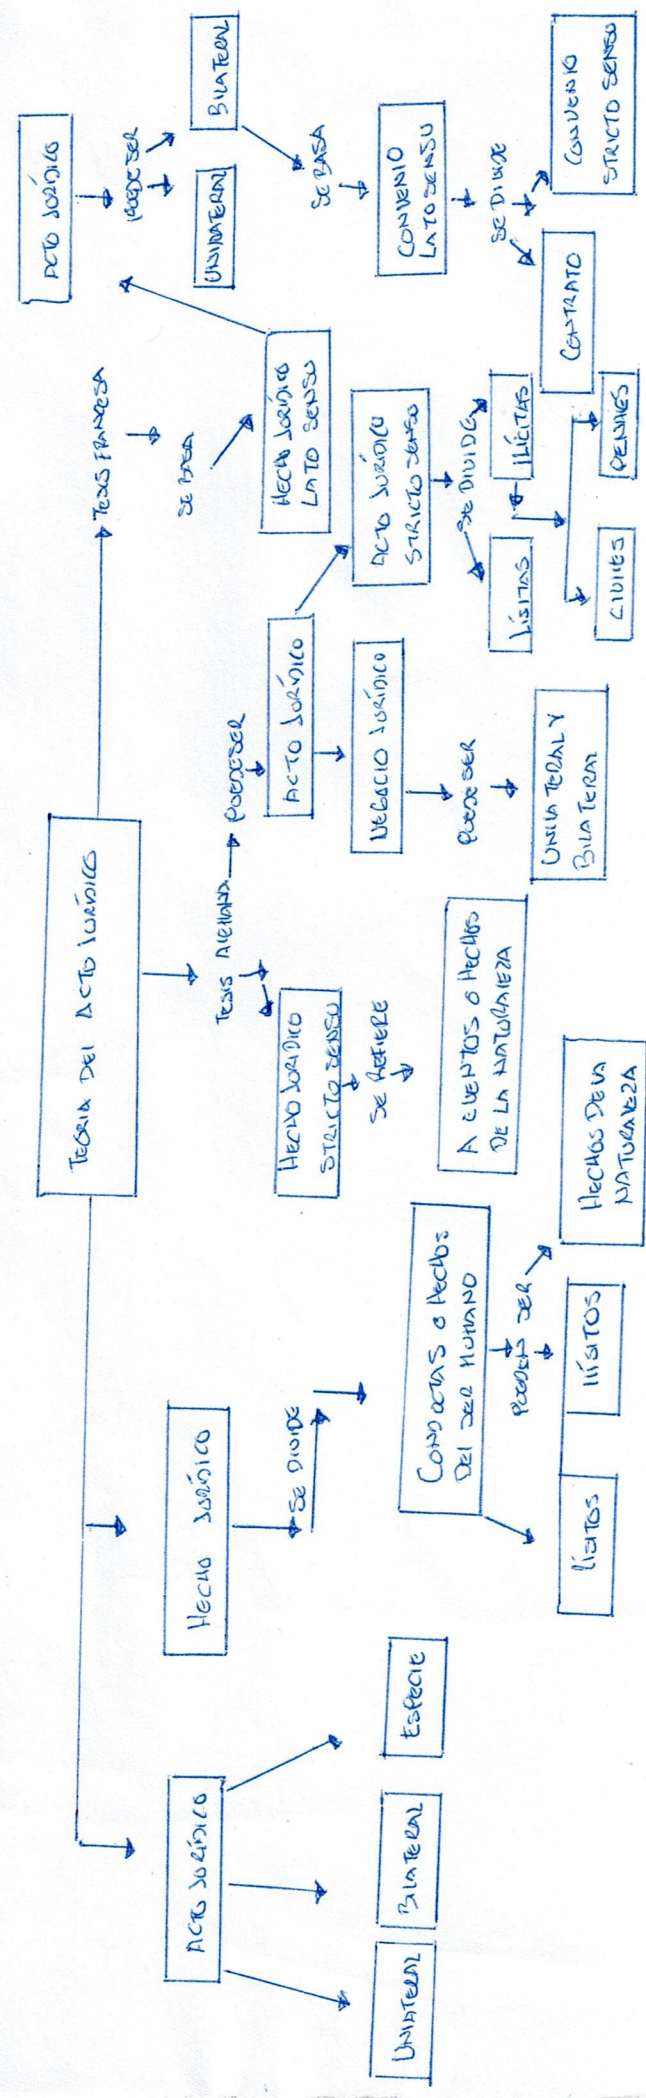 TEORIA DEL ACTO JURÍDICO
ACTO JURÍDICO
UNILATERAL
BILATERAL
ESPECIE
HECHO JURÍDICO
SE DIVIDE
CONDUCTAS O HECHOS
DEL SER HUMANO
PUEDEN SER
LÍSITOS
ILÍSITOS
HECHOS DE LA
NATURALEZA
TESIS ALEMANA
HECHO JURIDICO
STRICTO SENSU
SE REFIERE
A EVENTOS O HECHOS
DE LA NATURALEZA
PUEDE SER
ACTO JURÍDICO
NEGOCIO JURÍDICO
PUEDE SER
UNILATERAL Y
BILATERAL
ACTO JURÍDICO
STRICTO SENSU
SE DIVIDE
LÍSITAS
ILÍCITAS
CIVILES
PENALES
TESIS FRANCESA
SE BASA
HECHO JURÍDICO
LATO SENSU
ACTO JURÍDICO
PUEDE SER
UNILATERAL
BILATERAL
SE BASA
CONVENIO
LATO SENSU
SE DIVIDE
CONTRATO
CONVENIO
STRICTO SENSU